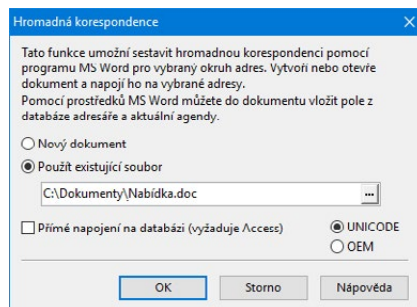 Hromadná korespondence
Tato funkce umožní sestavit hromadnou korespondenci pomocí
programu MS Word pro vybraný okruh adres. Vytvoří nebo otevře
dokument a napojí ho na vybrané adresy.
Pomocí prostředků MS Word můžete do dokumentu vložit pole z
databáze adresáře a aktuální agendy.
Nový dokument
Použít existující soubor
C:\Dokumenty\Nabídka.doc ...
Přímé napojení na databázi (vyžaduje Access) UNICODE
OEM
OK Storno Nápověda